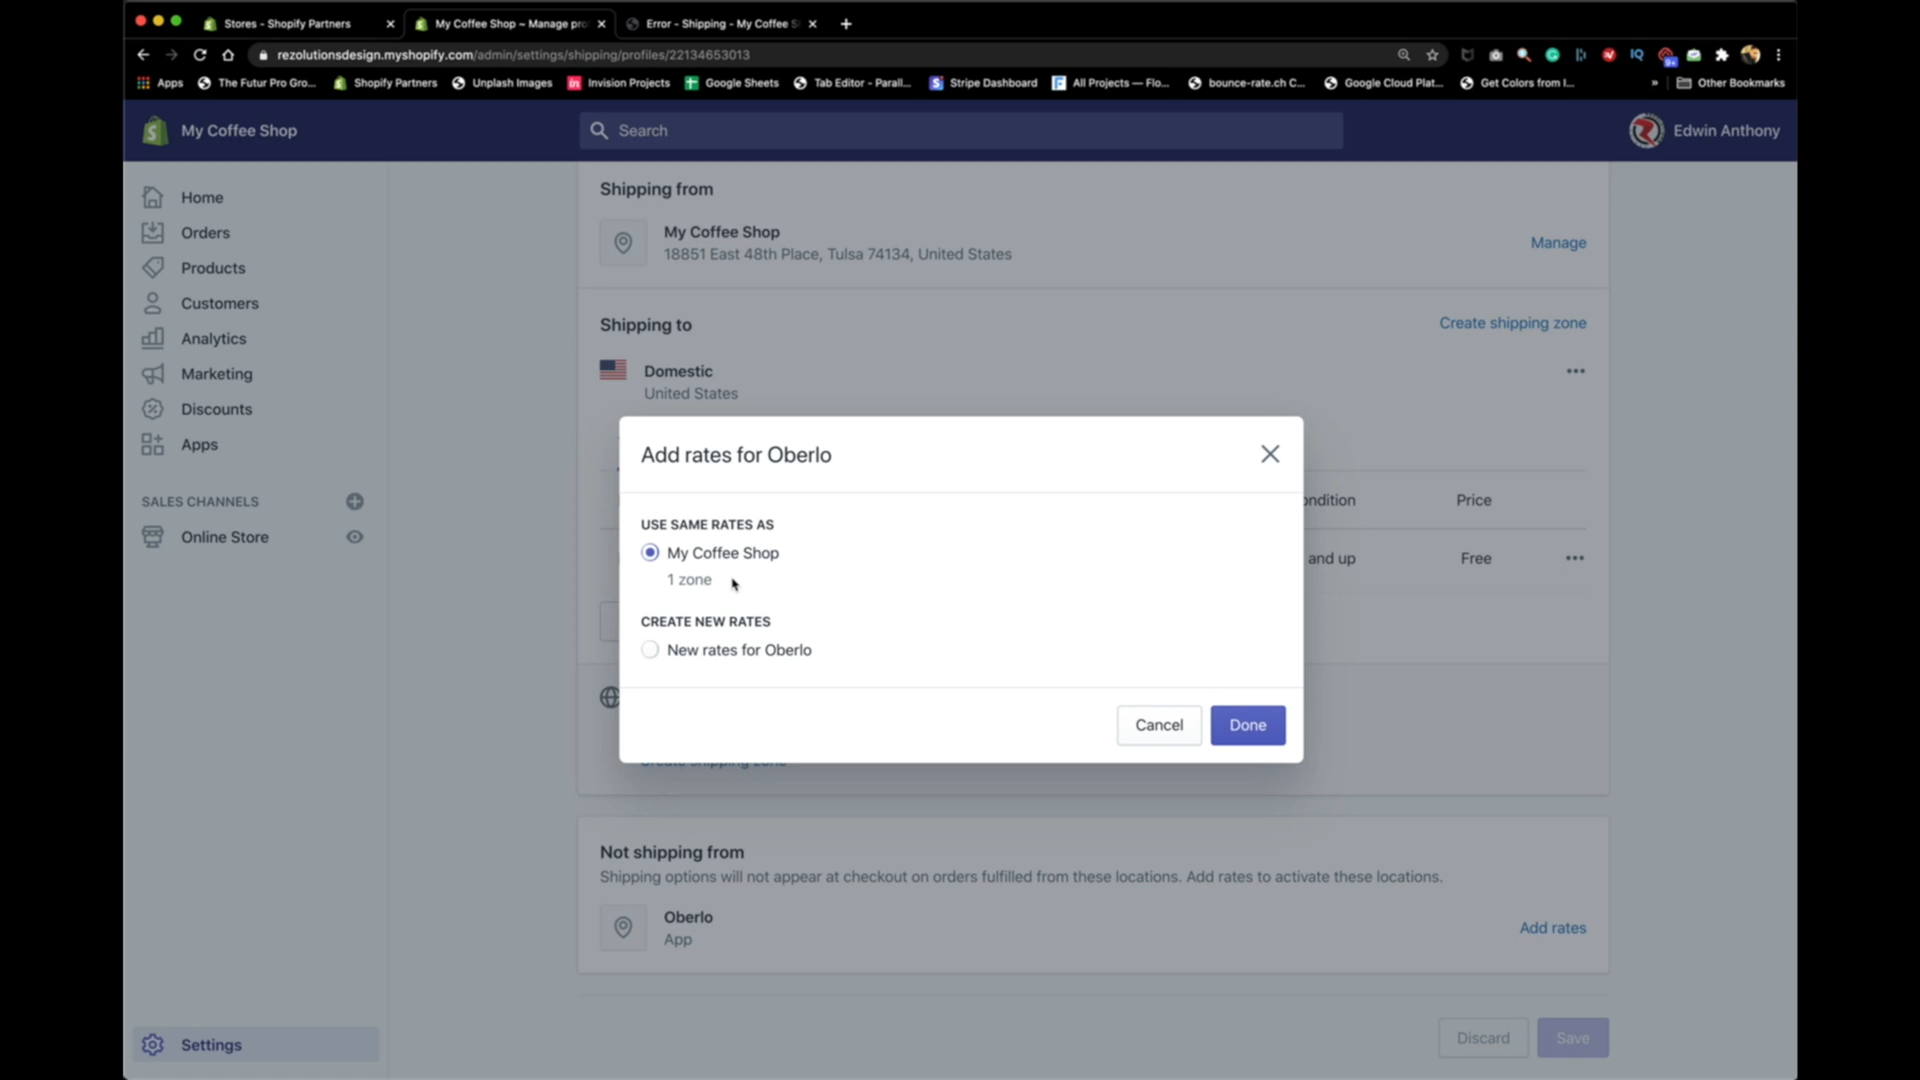 Stores - Shopify Partners
My Coffee Shop ~ Manage pro
Error - Shipping - My Coffee S
rezolutionsdesign.myshopify.com/admin/settings/shipping/profiles/22134653013
Apps
The Futur Pro Gro...
Shopify Partners
Unplash Images
Invision Projects
Google Sheets
Tab Editor - Parall...
Stripe Dashboard
All Projects — Flo...
bounce-rate.ch C...
Google Cloud Plat...
Get Colors from I...
»
Other Bookmarks
My Coffee Shop
Search
Edwin Anthony
Home
Orders
Products
Customers
Analytics
Marketing
Discounts
Apps
SALES CHANNELS
Online Store
Settings
Shipping from
My Coffee Shop
18851 East 48th Place, Tulsa 74134, United States
Manage
Shipping to
Create shipping zone
Domestic
United States
Add rates for Oberlo
USE SAME RATES AS
My Coffee Shop
1 zone
CREATE NEW RATES
New rates for Oberlo
Cancel
Done
ondition
Price
and up
Free
Create shipping zone
Not shipping from
Shipping options will not appear at checkout on orders fulfilled from these locations. Add rates to activate these locations.
Oberlo
App
Add rates
Discard
Save